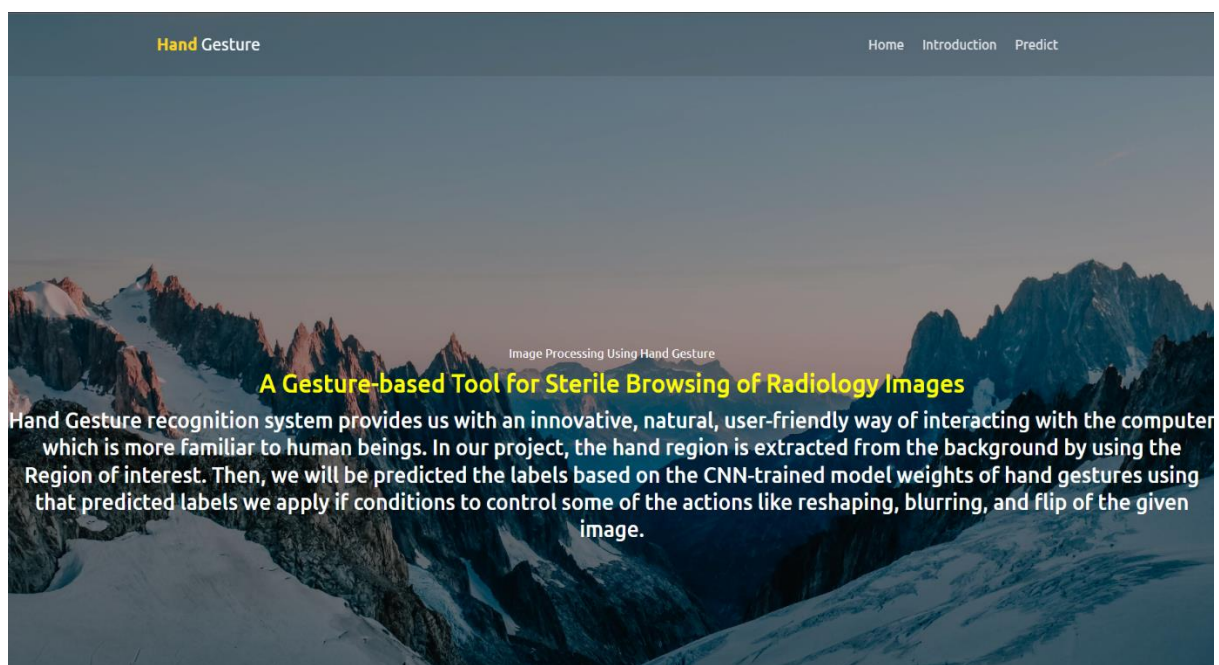 Hand Gesture
Home Introduction Predict
Image Processing Using Hand Gesture
A Gesture-based Tool for Sterile Browsing of Radiology Images
Hand Gesture recognition system provides us with an innovative, natural, user-friendly way of interacting with the computer
which is more familiar to human beings. In our project, the hand region is extracted from the background by using the
Region of interest. Then, we will be predicted the labels based on the CNN-trained model weights of hand gestures using
that predicted labels we apply if conditions to control some of the actions like reshaping, blurring, and flip of the given
image.